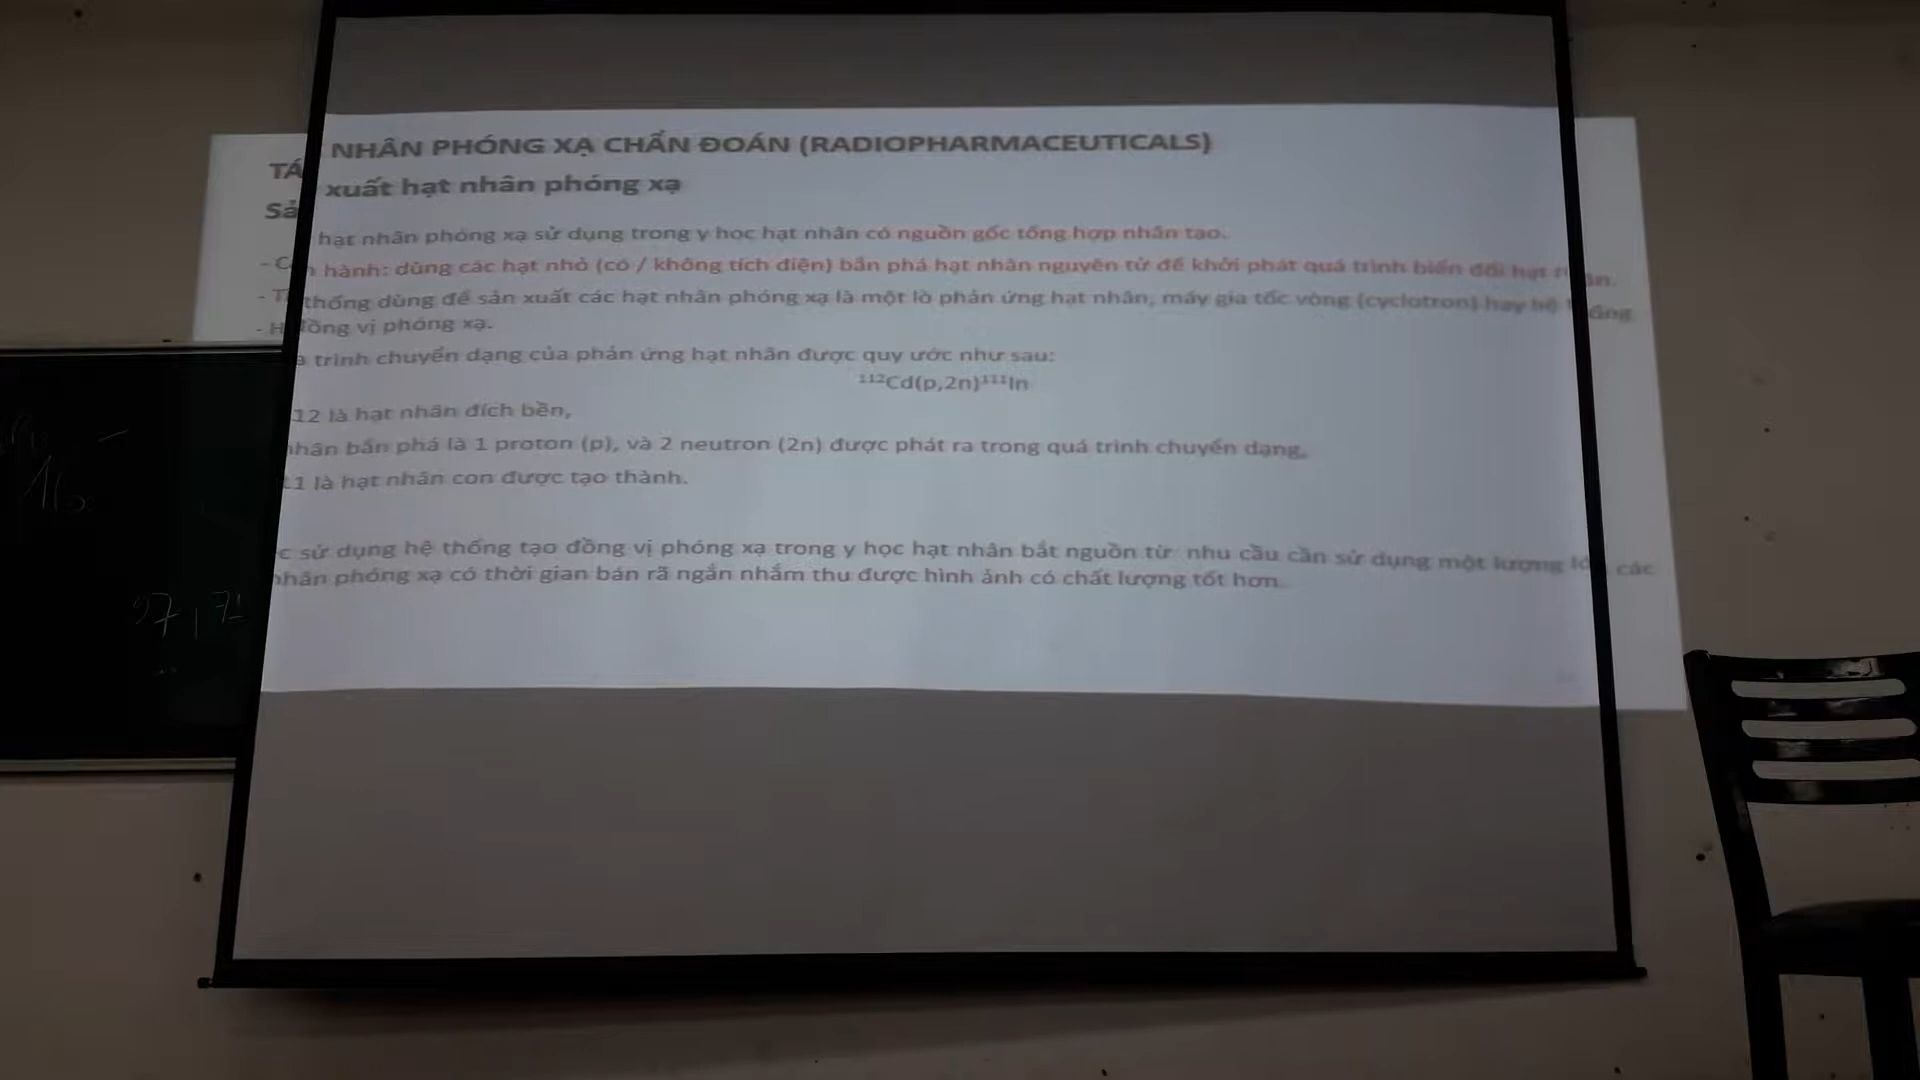 TÁ NHÂN PHÓNG XẠ CHẨN ĐOÁN (RADIOPHARMACEUTICALS)
Sả xuất hạt nhân phóng xạ
- C hạt nhân phóng xạ sử dụng trong y học hạt nhân có nguồn gốc tổng hợp nhân tạo.
- T n hành: dùng các hạt nhỏ (có / không tích điện) bắn phá hạt nhân nguyên tử để khởi phát quá trình biến đổi hạt nhân.
- H thống dùng để sản xuất các hạt nhân phóng xạ là một lò phản ứng hạt nhân, máy gia tốc vòng (cyclotron) hay hệ thống
đồng vị phóng xạ.
trình chuyển dạng của phản ứng hạt nhân được quy ước như sau:
¹¹²Cd(p,2n)¹¹¹In
12 là hạt nhân đích bền,
nhân bắn phá là 1 proton (p), và 2 neutron (2n) được phát ra trong quá trình chuyển dạng,
11 là hạt nhân con được tạo thành.
c sử dụng hệ thống tạo đồng vị phóng xạ trong y học hạt nhân bắt nguồn từ nhu cầu cần sử dụng một lượng lớ các
nhân phóng xạ có thời gian bán rã ngắn nhằm thu được hình ảnh có chất lượng tốt hơn